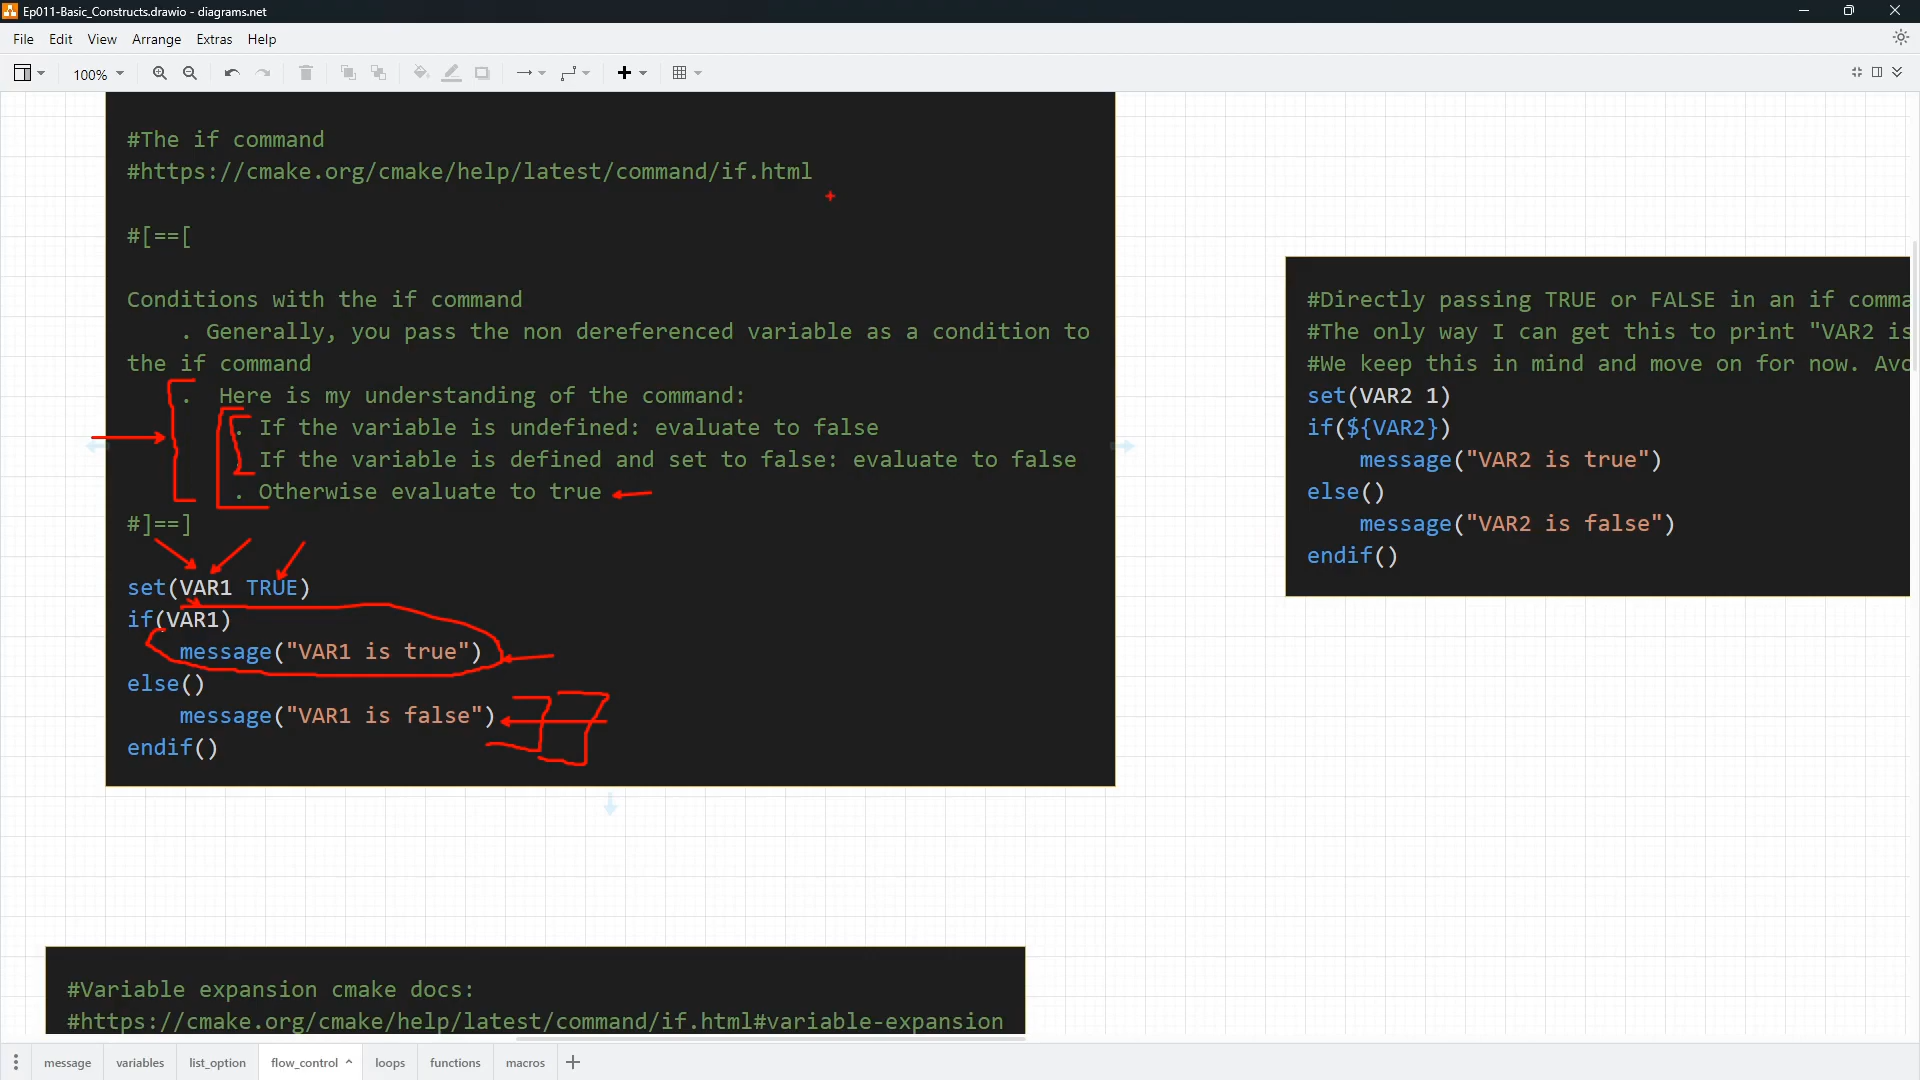 Ep011-Basic_Constructs.drawio - diagrams.net
File Edit View Arrange Extras Help
100%
#The if command
#https://cmake.org/cmake/help/latest/command/if.html
#[==[
Conditions with the if command
. Generally, you pass the non dereferenced variable as a condition to
the if command
. Here is my understanding of the command:
. If the variable is undefined: evaluate to false
If the variable is defined and set to false: evaluate to false
. Otherwise evaluate to true
#]==]
set(VAR1 TRUE)
if(VAR1)
message("VAR1 is true")
else()
message("VAR1 is false")
endif()
#Directly passing TRUE or FALSE in an if comma
#The only way I can get this to print "VAR2 is
#We keep this in mind and move on for now. Avo
set(VAR2 1)
if(${VAR2})
message("VAR2 is true")
else()
message("VAR2 is false")
endif()
#Variable expansion cmake docs:
#https://cmake.org/cmake/help/latest/command/if.html#variable-expansion
message variables list_option flow_control loops functions macros